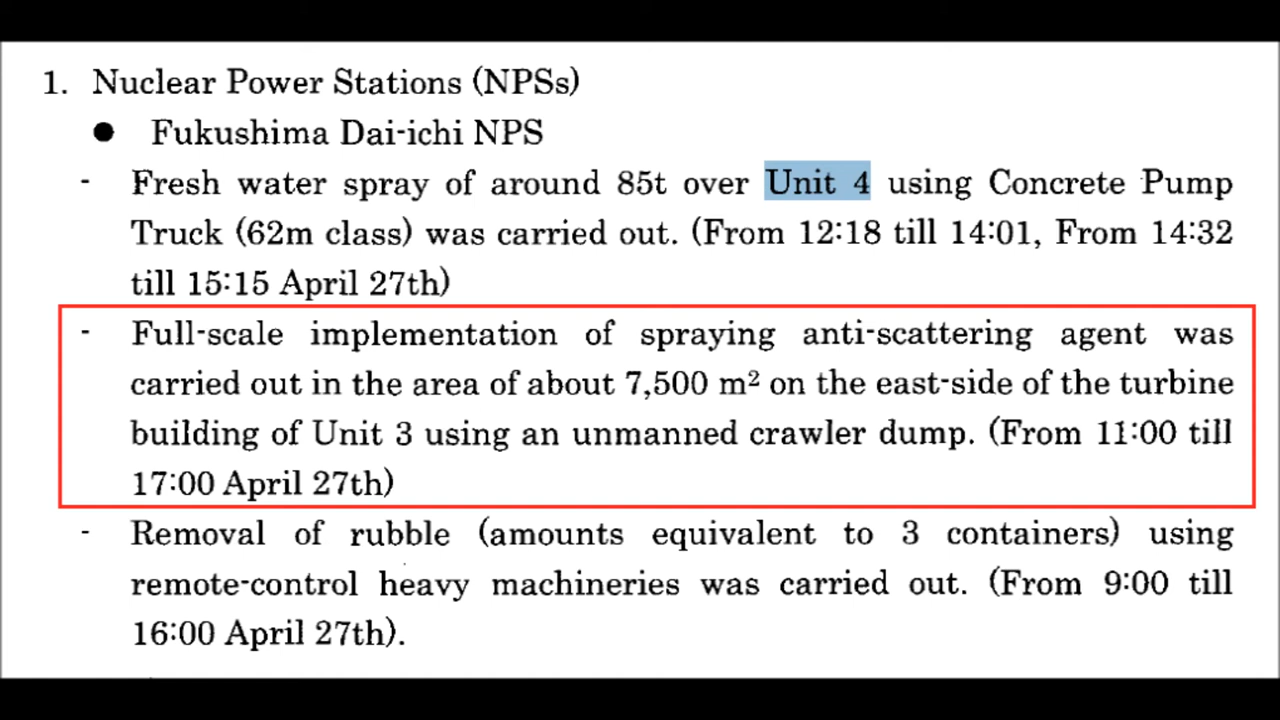 1. Nuclear Power Stations (NPSs)
● Fukushima Dai-ichi NPS
- Fresh water spray of around 85t over Unit 4 using Concrete Pump
Truck (62m class) was carried out. (From 12:18 till 14:01, From 14:32
till 15:15 April 27th)
- Full-scale implementation of spraying anti-scattering agent was
carried out in the area of about 7,500 m² on the east-side of the turbine
building of Unit 3 using an unmanned crawler dump. (From 11:00 till
17:00 April 27th)
- Removal of rubble (amounts equivalent to 3 containers) using
remote-control heavy machineries was carried out. (From 9:00 till
16:00 April 27th).